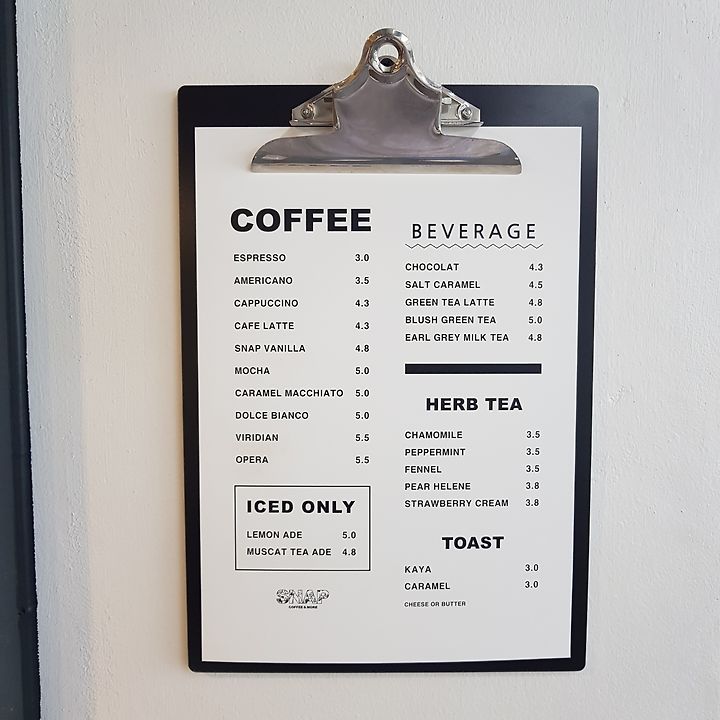 COFFEE
ESPRESSO 3.0
AMERICANO 3.5
CAPPUCCINO 4.3
CAFE LATTE 4.3
SNAP VANILLA 4.8
MOCHA 5.0
CARAMEL MACCHIATO 5.0
DOLCE BIANCO 5.0
VIRIDIAN 5.5
OPERA 5.5
ICED ONLY
LEMON ADE 5.0
MUSCAT TEA ADE 4.8
SNAP
COFFEE & MORE
BEVERAGE
CHOCOLAT 4.3
SALT CARAMEL 4.5
GREEN TEA LATTE 4.8
BLUSH GREEN TEA 5.0
EARL GREY MILK TEA 4.8
HERB TEA
CHAMOMILE 3.5
PEPPERMINT 3.5
FENNEL 3.5
PEAR HELENE 3.8
STRAWBERRY CREAM 3.8
TOAST
KAYA 3.0
CARAMEL 3.0
CHEESE OR BUTTER